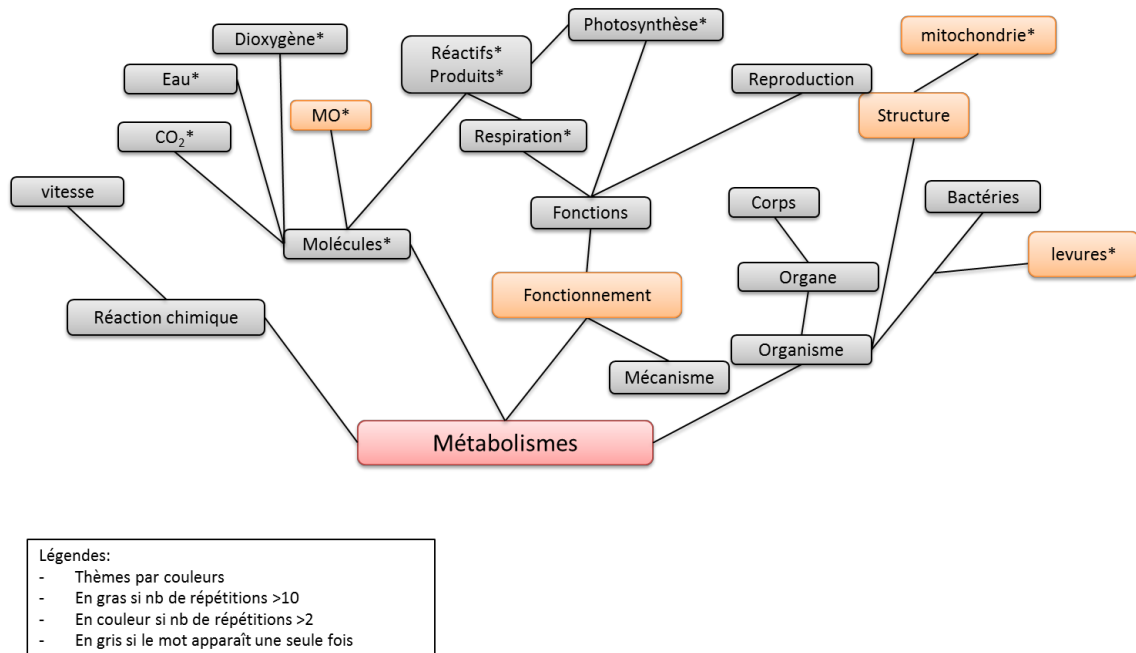 Photosynthèse*
mitochondrie*
Dioxygène*
Réactifs*
Produits*
Eau*
Reproduction
MO*
Structure
CO2*
Respiration*
vitesse
Corps
Bactéries
Fonctions
Molécules*
levures*
Organe
Fonctionnement
Réaction chimique
Organisme
Mécanisme
Métabolismes
Légendes:
- Thèmes par couleurs
- En gras si nb de répétitions >10
- En couleur si nb de répétitions >2
- En gris si le mot apparaît une seule fois